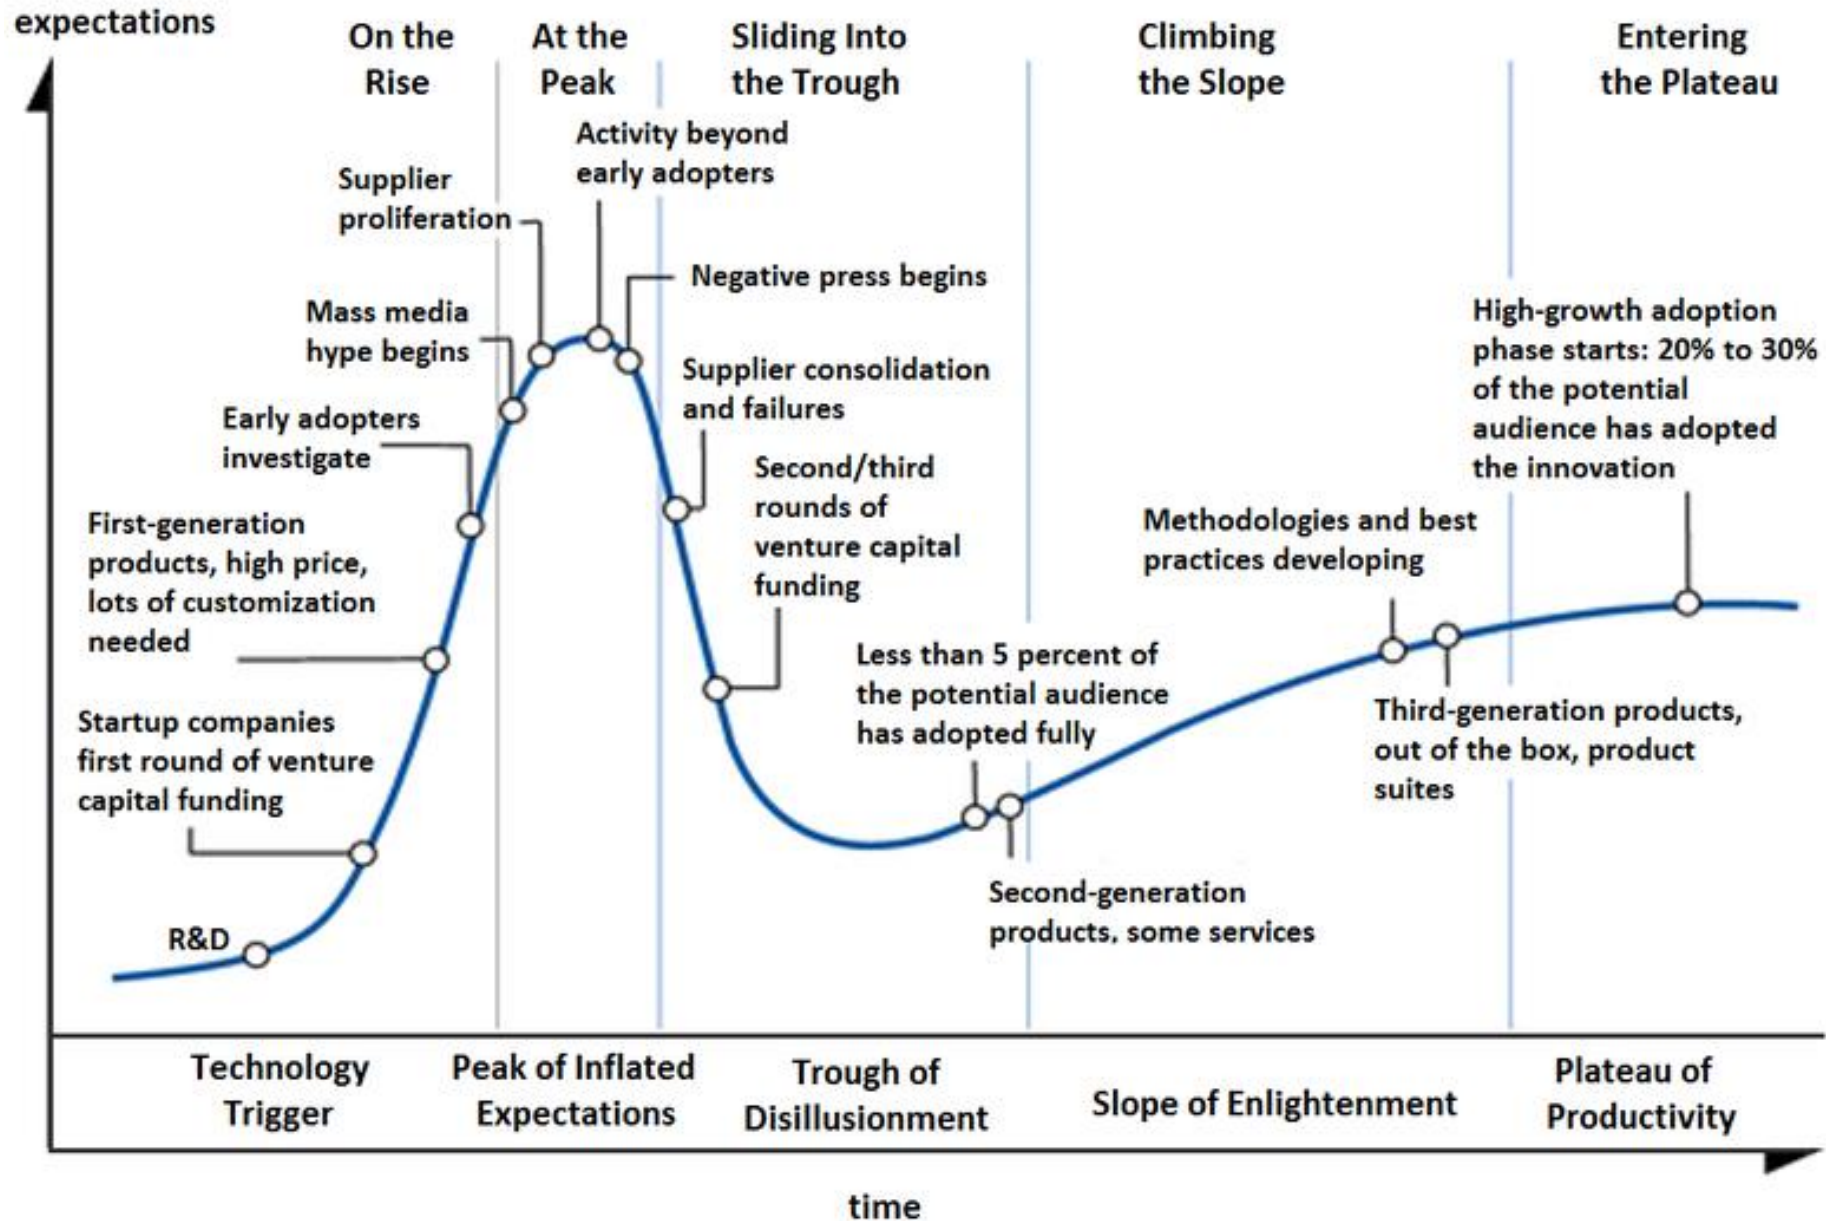 expectations
On the
Rise
At the
Peak
Sliding Into
the Trough
Climbing
the Slope
Entering
the Plateau
Activity beyond
early adopters
Supplier
proliferation
Negative press begins
Mass media
hype begins
High-growth adoption
phase starts: 20% to 30%
of the potential
audience has adopted
the innovation
Supplier consolidation
and failures
Early adopters
investigate
Second/third
rounds of
venture capital
funding
First-generation
products, high price,
lots of customization
needed
Methodologies and best
practices developing
Less than 5 percent of
the potential audience
has adopted fully
Startup companies
first round of venture
capital funding
Third-generation products,
out of the box, product
suites
Second-generation
products, some services
R&D
Technology
Trigger
Peak of Inflated
Expectations
Trough of
Disillusionment
Slope of Enlightenment
Plateau of
Productivity
time